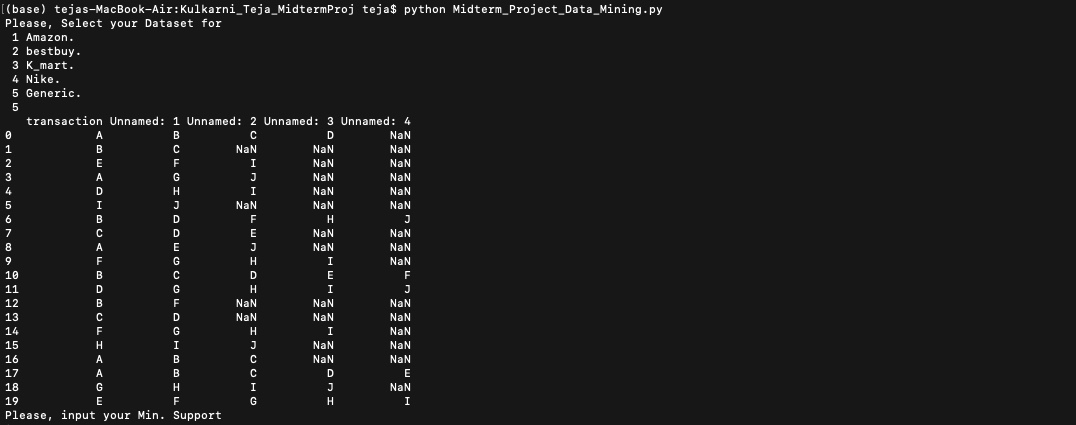 (base) tejas-MacBook-Air:Kulkarni_Teja_MidtermProj teja$ python Midterm_Project_Data_Mining.py
Please, Select your Dataset for
 1 Amazon.
 2 bestbuy.
 3 K_mart.
 4 Nike.
 5 Generic.
 5
   transaction Unnamed: 1 Unnamed: 2 Unnamed: 3 Unnamed: 4
0            A          B          C          D        NaN
1            B          C        NaN        NaN        NaN
2            E          F          I        NaN        NaN
3            A          G          J        NaN        NaN
4            D          H          I        NaN        NaN
5            I          J        NaN        NaN        NaN
6            B          D          F          H          J
7            C          D          E        NaN        NaN
8            A          E          J        NaN        NaN
9            F          G          H          I        NaN
10           B          C          D          E          F
11           D          G          H          I          J
12           B          F        NaN        NaN        NaN
13           C          D        NaN        NaN        NaN
14           F          G          H          I        NaN
15           H          I          J        NaN        NaN
16           A          B          C        NaN        NaN
17           A          B          C          D          E
18           G          H          I          J        NaN
19           E          F          G          H          I
Please, input your Min. Support